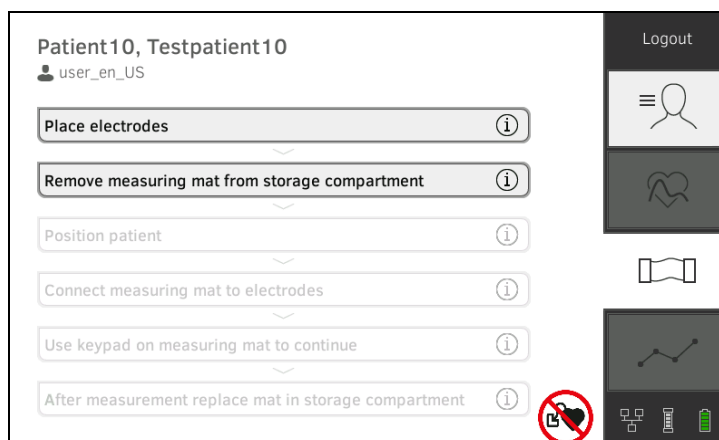 Patient10, Testpatient10
user_en_US
Logout
Place electrodes
Remove measuring mat from storage compartment
Position patient
Connect measuring mat to electrodes
Use keypad on measuring mat to continue
After measurement replace mat in storage compartment